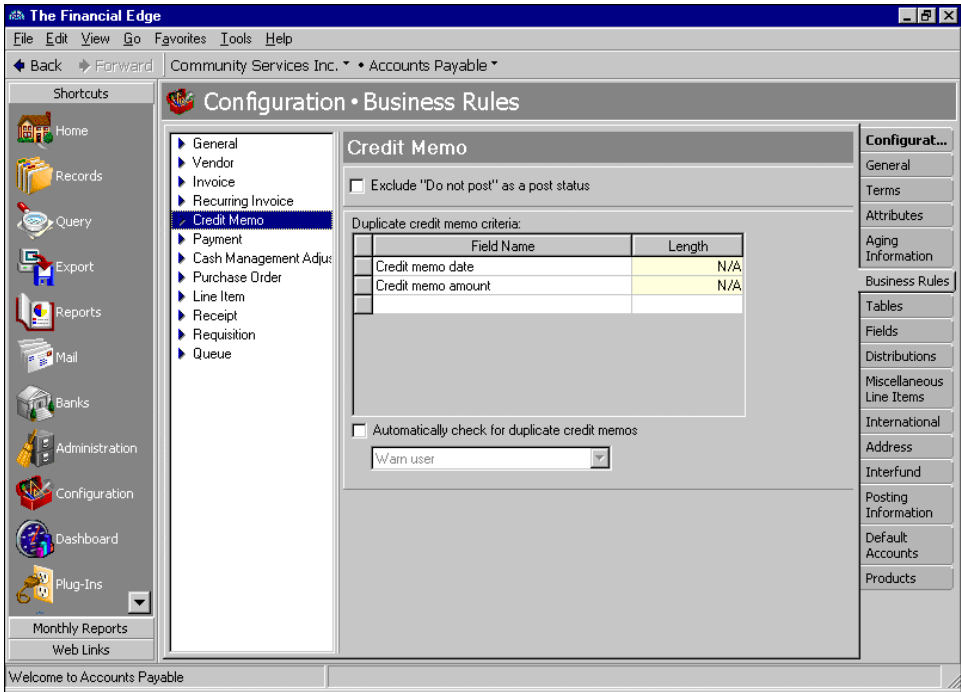 The Financial Edge
File Edit View Go Favorites Tools Help
Back Forward Community Services Inc. • Accounts Payable
Shortcuts
Home
Records
Query
Export
Reports
Mail
Banks
Administration
Configuration
Dashboard
Plug-Ins
Monthly Reports
Web Links
Configuration • Business Rules
General
Vendor
Invoice
Recurring Invoice
Credit Memo
Payment
Cash Management Adjus
Purchase Order
Line Item
Receipt
Requisition
Queue
Credit Memo
Exclude "Do not post" as a post status
Duplicate credit memo criteria:
Field Name Length
Credit memo date N/A
Credit memo amount N/A
Automatically check for duplicate credit memos
Warn user
Configurat...
General
Terms
Attributes
Aging
Information
Business Rules
Tables
Fields
Distributions
Miscellaneous
Line Items
International
Address
Interfund
Posting
Information
Default
Accounts
Products
Welcome to Accounts Payable